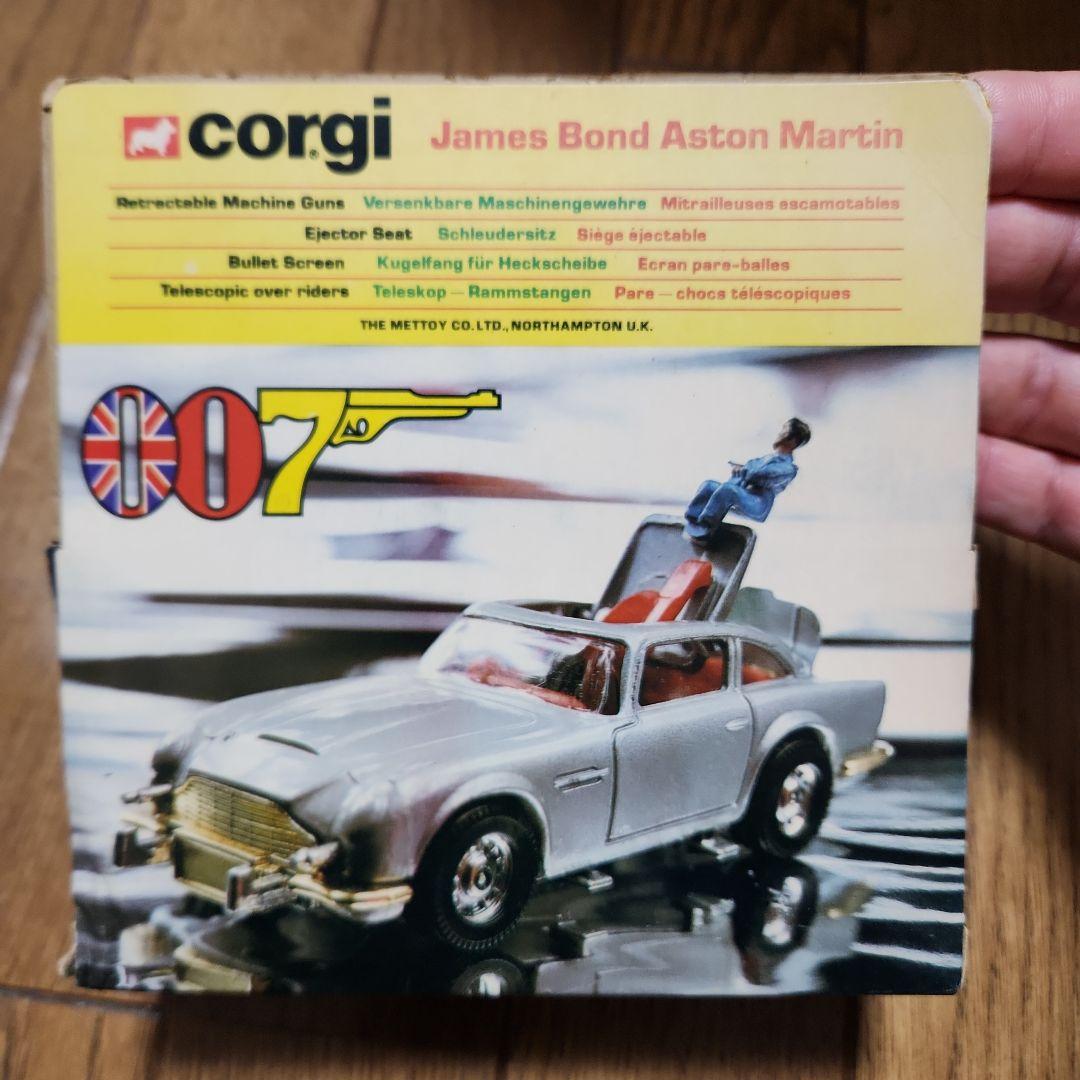 corgi James Bond Aston Martin
Retractable Machine Guns Versenkbare Maschinengewehre Mitrailleuses escamotables
Ejector Seat Schleudersitz Siège éjectable
Bullet Screen Kugelfang für Heckscheibe Ecran pare-balles
Telescopic over riders Teleskop – Rammstangen Pare – chocs téléscopiques
THE METTOY CO. LTD., NORTHAMPTON U.K.
007